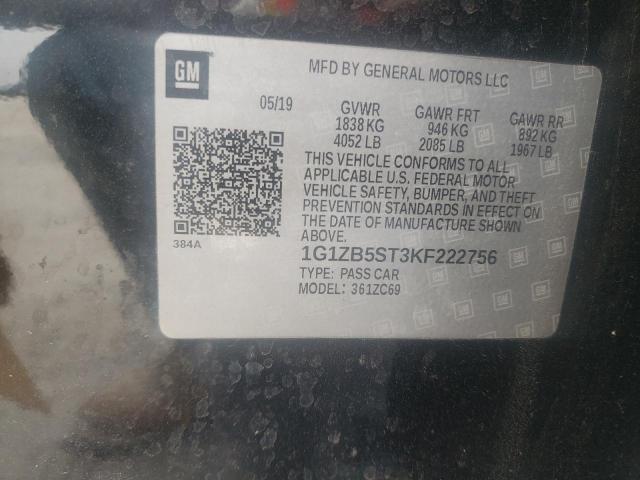 GM
MFD BY GENERAL MOTORS LLC
05/19 GVWR GAWR FRT GAWR RR
1838 KG 946 KG 892 KG
4052 LB 2085 LB 1967 LB
THIS VEHICLE CONFORMS TO ALL
APPLICABLE U.S. FEDERAL MOTOR
VEHICLE SAFETY, BUMPER, AND THEFT
PREVENTION STANDARDS IN EFFECT ON
THE DATE OF MANUFACTURE SHOWN
ABOVE.
384A
1G1ZB5ST3KF222756
TYPE: PASS CAR
MODEL: 361ZC69